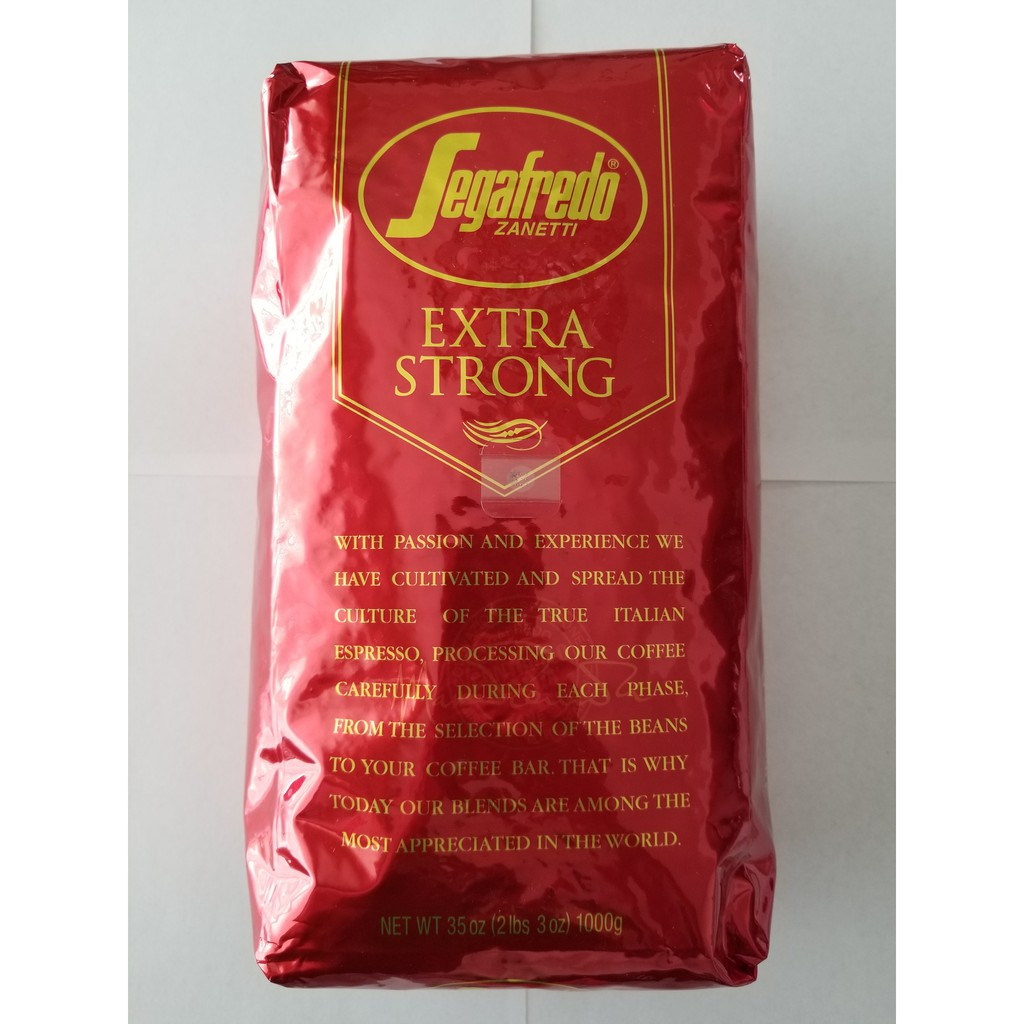 Segafredo®
ZANETTI
EXTRA
STRONG
WITH PASSION AND EXPERIENCE WE
HAVE CULTIVATED AND SPREAD THE
CULTURE OF THE TRUE ITALIAN
ESPRESSO, PROCESSING OUR COFFEE
CAREFULLY DURING EACH PHASE,
FROM THE SELECTION OF THE BEANS
TO YOUR COFFEE BAR. THAT IS WHY
TODAY OUR BLENDS ARE AMONG THE
MOST APPRECIATED IN THE WORLD.
NET WT 35 oz (2 lbs 3 oz) 1000g